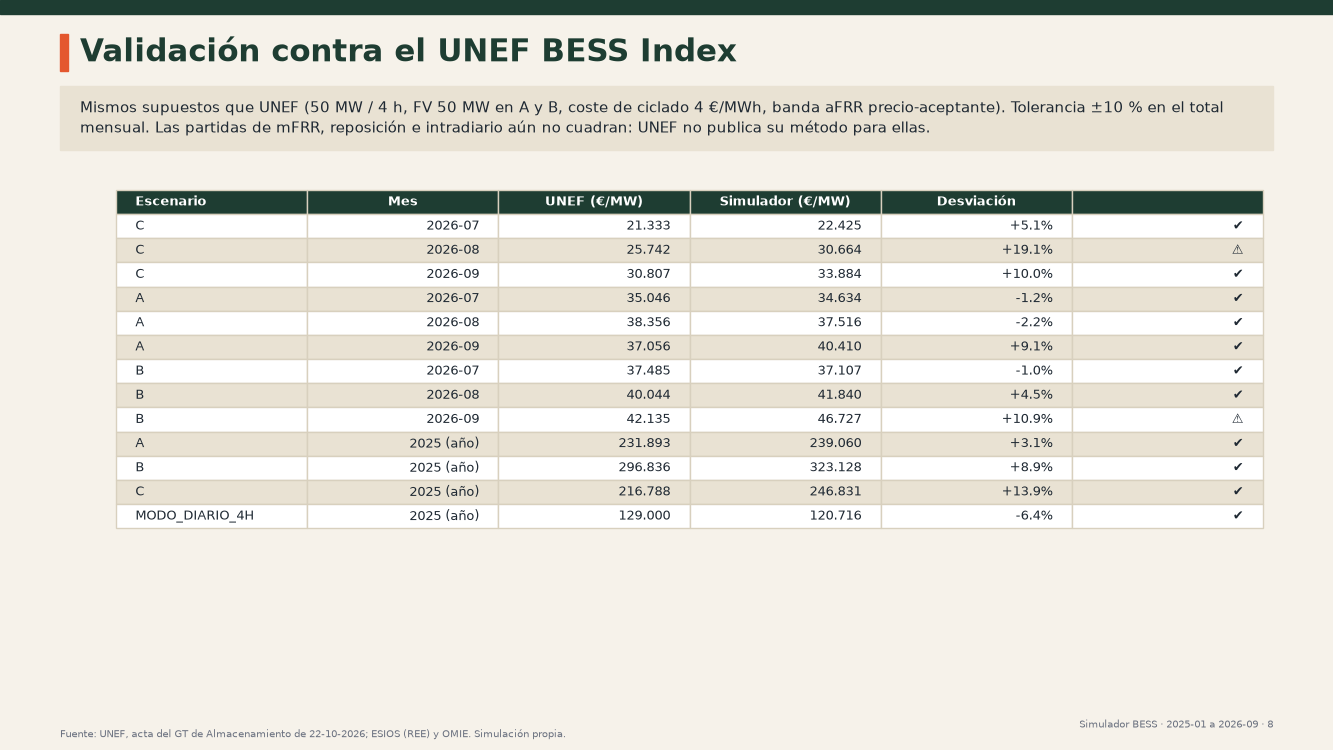 Validación contra el UNEF BESS Index
Mismos supuestos que UNEF (50 MW / 4 h, FV 50 MW en A y B, coste de ciclado 4 €/MWh, banda aFRR precio-aceptante). Tolerancia ±10 % en el total
mensual. Las partidas de mFRR, reposición e intradiario aún no cuadran: UNEF no publica su método para ellas.
Escenario Mes UNEF (€/MW) Simulador (€/MW) Desviación
C 2026-07 21.333 22.425 +5.1% ✔
C 2026-08 25.742 30.664 +19.1% ⚠
C 2026-09 30.807 33.884 +10.0% ✔
A 2026-07 35.046 34.634 -1.2% ✔
A 2026-08 38.356 37.516 -2.2% ✔
A 2026-09 37.056 40.410 +9.1% ✔
B 2026-07 37.485 37.107 -1.0% ✔
B 2026-08 40.044 41.840 +4.5% ✔
B 2026-09 42.135 46.727 +10.9% ⚠
A 2025 (año) 231.893 239.060 +3.1% ✔
B 2025 (año) 296.836 323.128 +8.9% ✔
C 2025 (año) 216.788 246.831 +13.9% ✔
MODO_DIARIO_4H 2025 (año) 129.000 120.716 -6.4% ✔
Simulador BESS · 2025-01 a 2026-09 · 8
Fuente: UNEF, acta del GT de Almacenamiento de 22-10-2026; ESIOS (REE) y OMIE. Simulación propia.